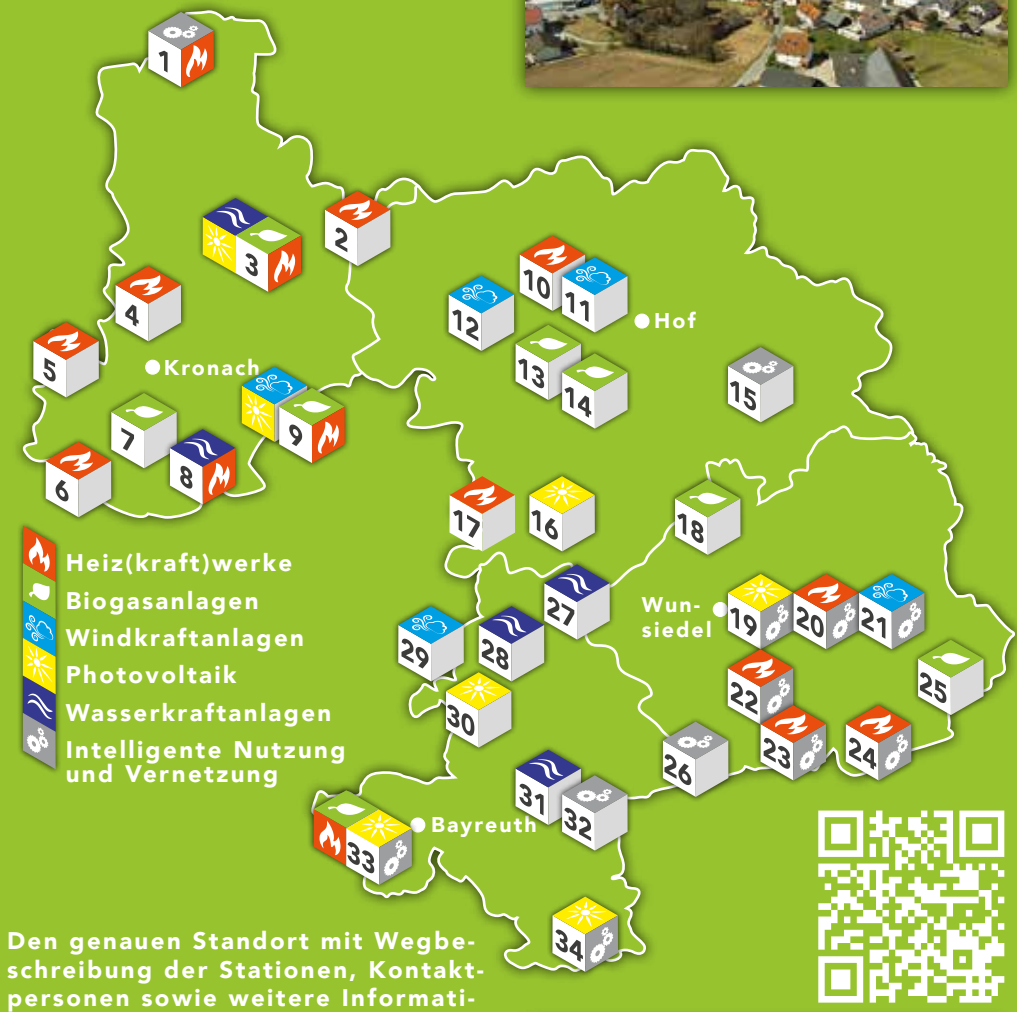 1
2
3
4
5
Kronach
6
7
8
9
10
11
12
Hof
13
14
15
16
17
18
Heiz(kraft)werke
Biogasanlagen
Windkraftanlagen
Photovoltaik
Wasserkraftanlagen
Intelligente Nutzung
und Vernetzung
Wun-
siedel
19
20
21
22
23
24
25
26
27
28
29
30
31
32
Bayreuth
33
34
Den genauen Standort mit Wegbe-
schreibung der Stationen, Kontakt-
personen sowie weitere Informati-